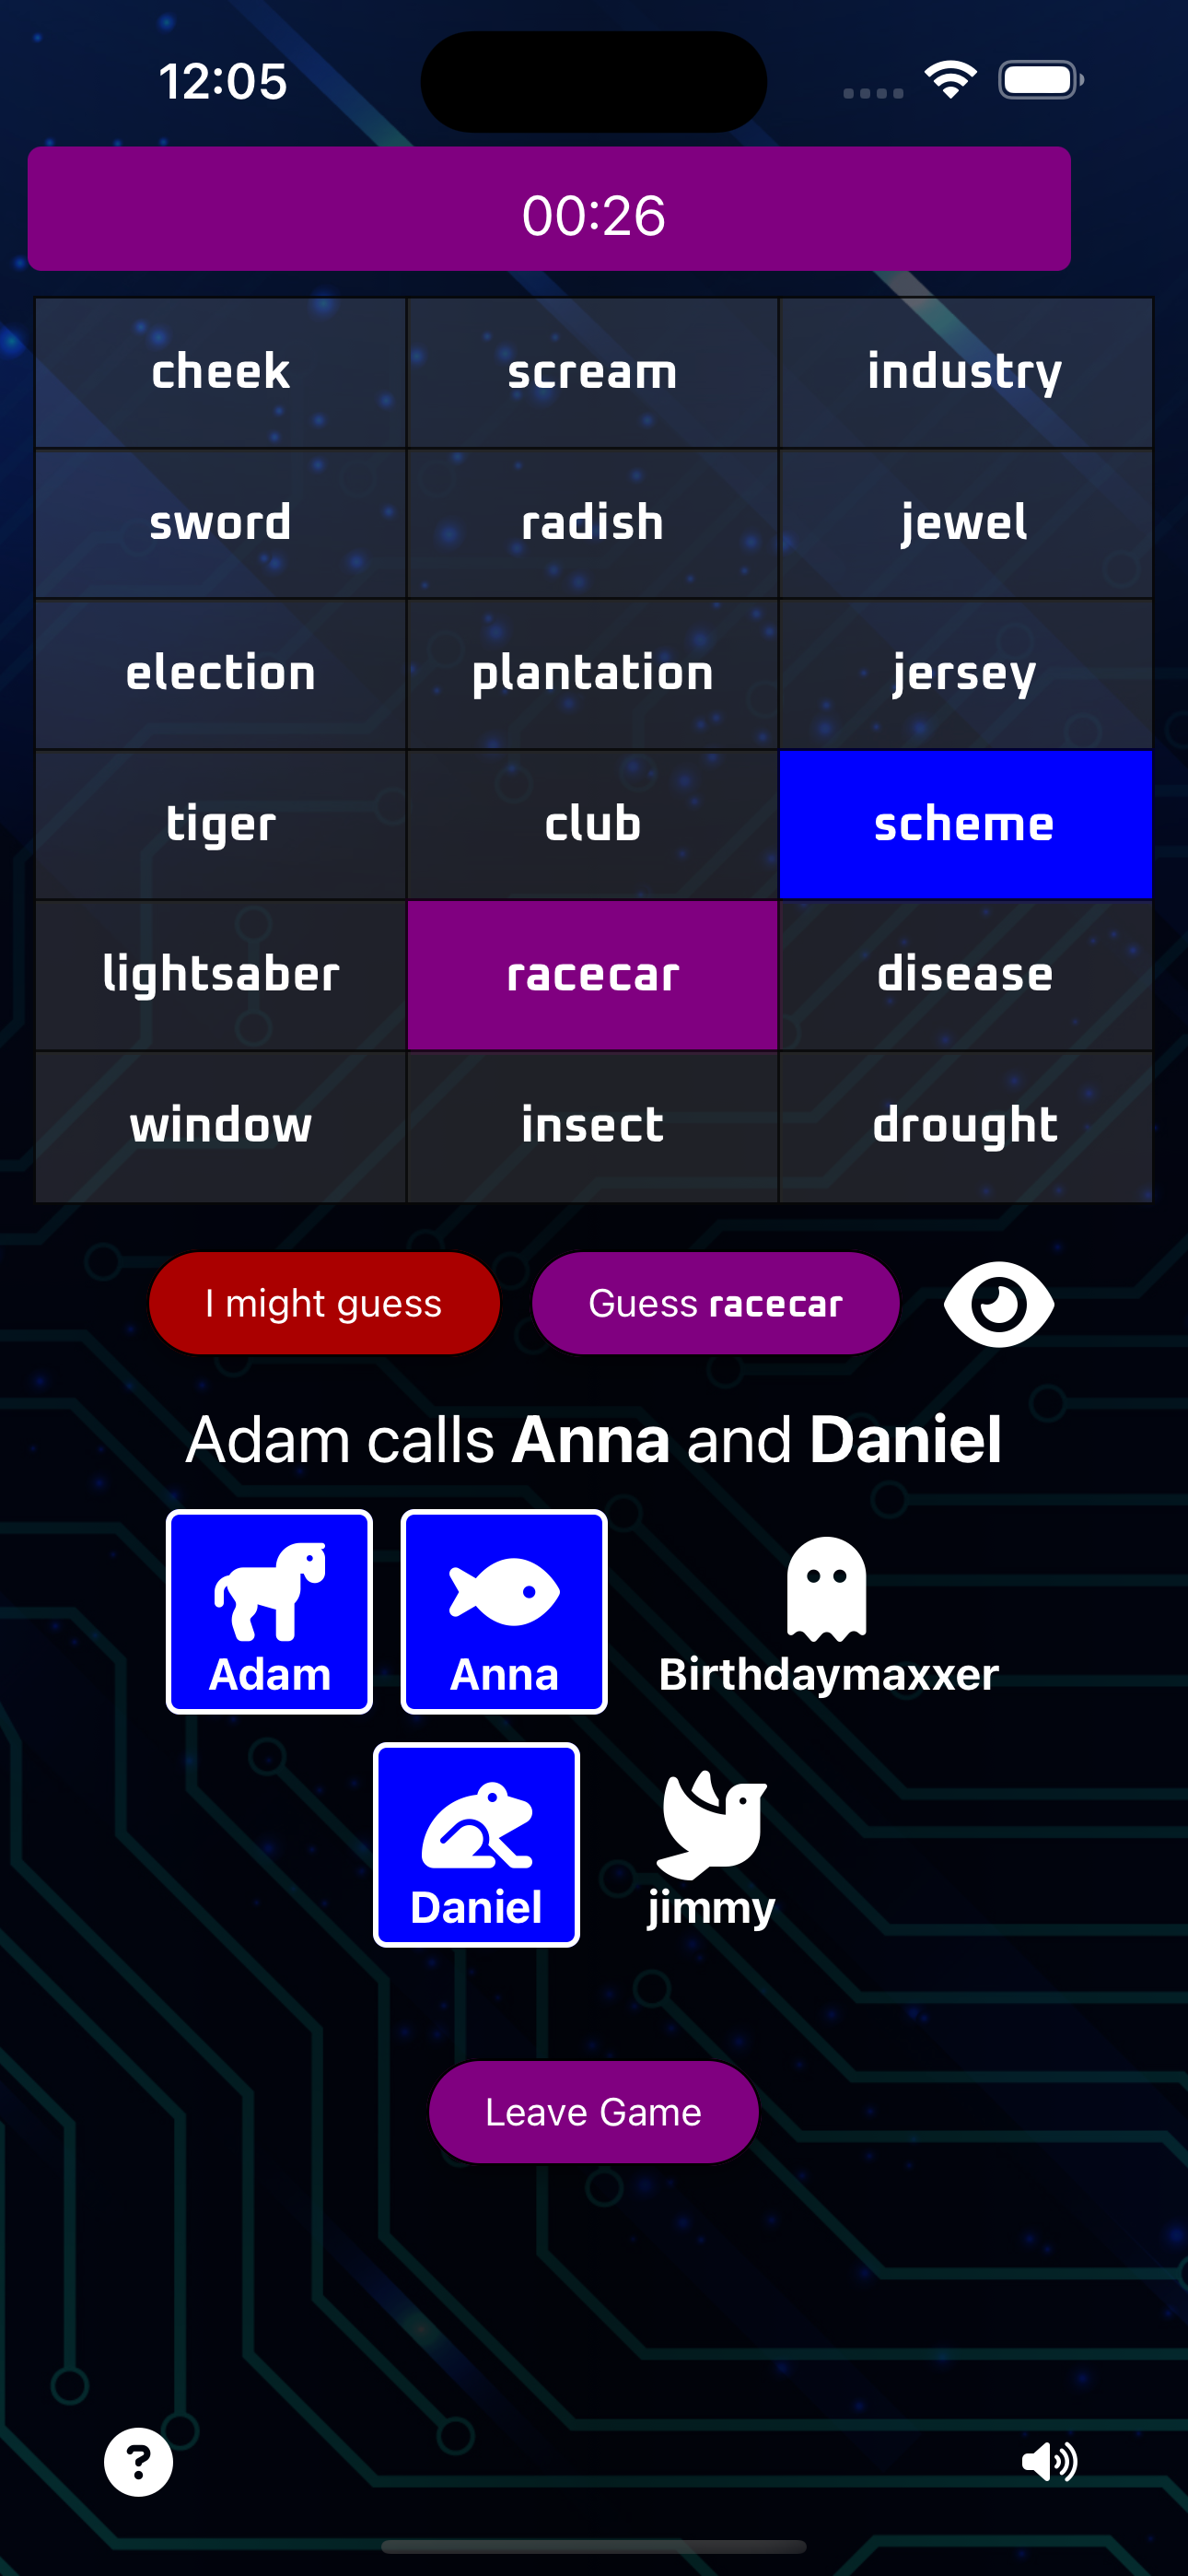 12:05
00:26
cheek scream industry
sword radish jewel
election plantation jersey
tiger club scheme
lightsaber racecar disease
window insect drought
I might guess Guess racecar
Adam calls Anna and Daniel
Adam Anna Birthdaymaxxer
Daniel jimmy
Leave Game
?